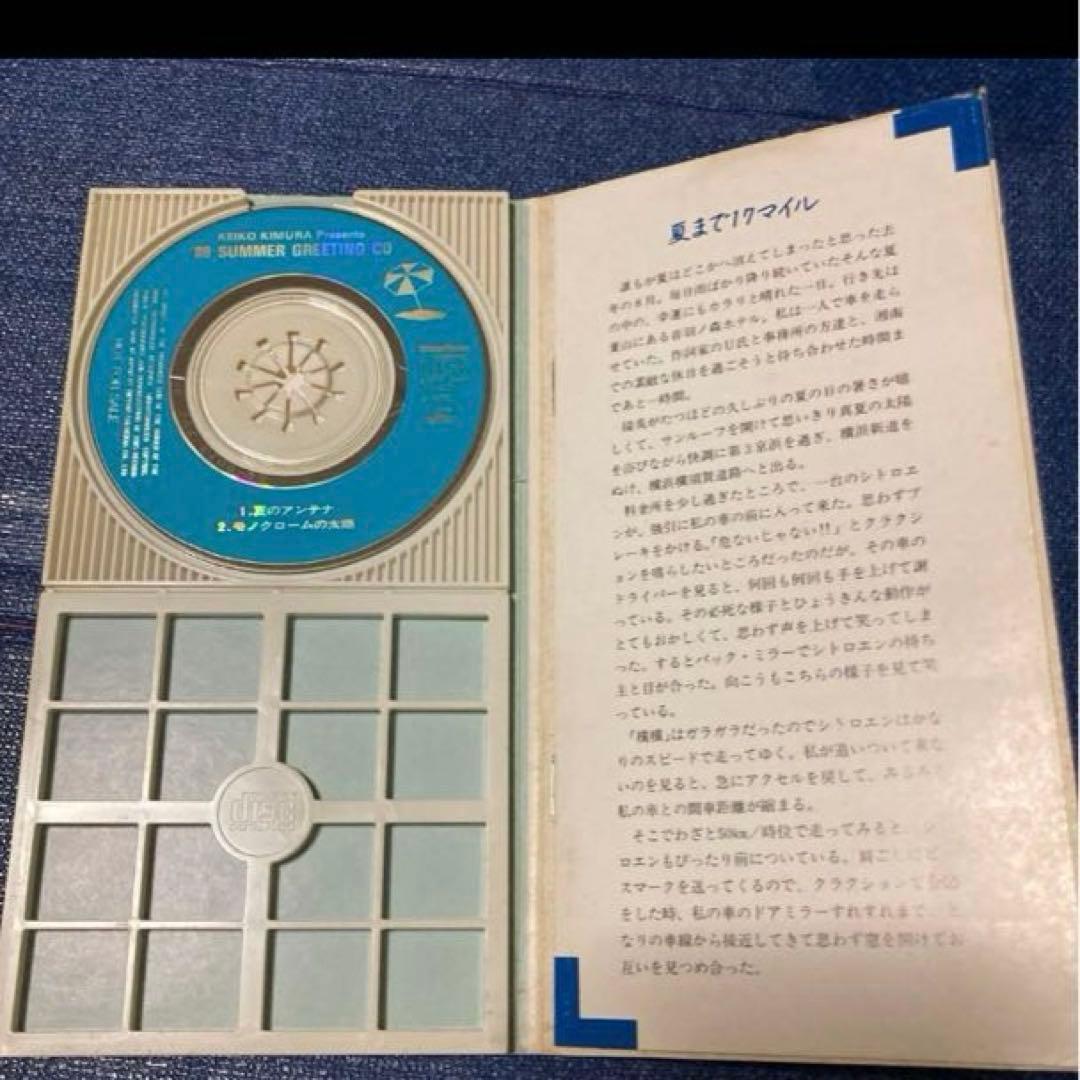 KEIKO KIMURA Presents
SUMMER GREETING CD
NOT FOR SALE
1.夏のアンテナ
2.モノクロームの太陽
disc
夏まで17マイル
誰もが夏はどこかへ消えてしまったと思った去
年の8月。毎日雨ばかり降り続いていたそんな夏
の中の、幸運にもカラリと晴れた一日。行き先は
葉山にある音羽ノ森ホテル。私は一人で車を走ら
せていた。作詞家のU氏と事務所の方達と、湘南
での素敵な休日を過ごそうと待ち合わせた時間ま
であと一時間。
陽炎がたつほどの久しぶりの夏の日の暑さが嬉
しくて、サンルーフを開けて思いきり真夏の太陽
を浴びながら快調に第3京浜を過ぎ、横浜新道を
ぬけ、横浜横須賀道路へと出る。
料金所を少し過ぎたところで、一台のシトロエ
ンが、強引に私の車の前に入って来た。思わずブ
レーキをかける。「危ないじゃない!!」とクラクシ
ョンを鳴らしたいところだったのだが、その車の
ドライバーを見ると、何回も何回も手を上げて謝
っている。その必死な様子とひょうきんな動作が
とてもおかしくて、思わず声を上げて笑ってしま
った。するとバック・ミラーでシトロエンの持ち
主と目が合った。向こうもこちらの様子を見て笑
っている。
「横横」はガラガラだったのでシトロエンはかな
りのスピードで走ってゆく。私が追いついて来な
いのを見ると、急にアクセルを戻して、
私の車との間車距離が縮まる。
そこでわざと50km／時位で走ってみると、シ
ロエンもぴったり前についている。肩ごしにピ
スマークを送ってくるので、クラクションで
をした時、私の車のドアミラーすれすれまで、と
なりの車線から接近してきて思わず窓を開けてお
互いを見つめ合った。